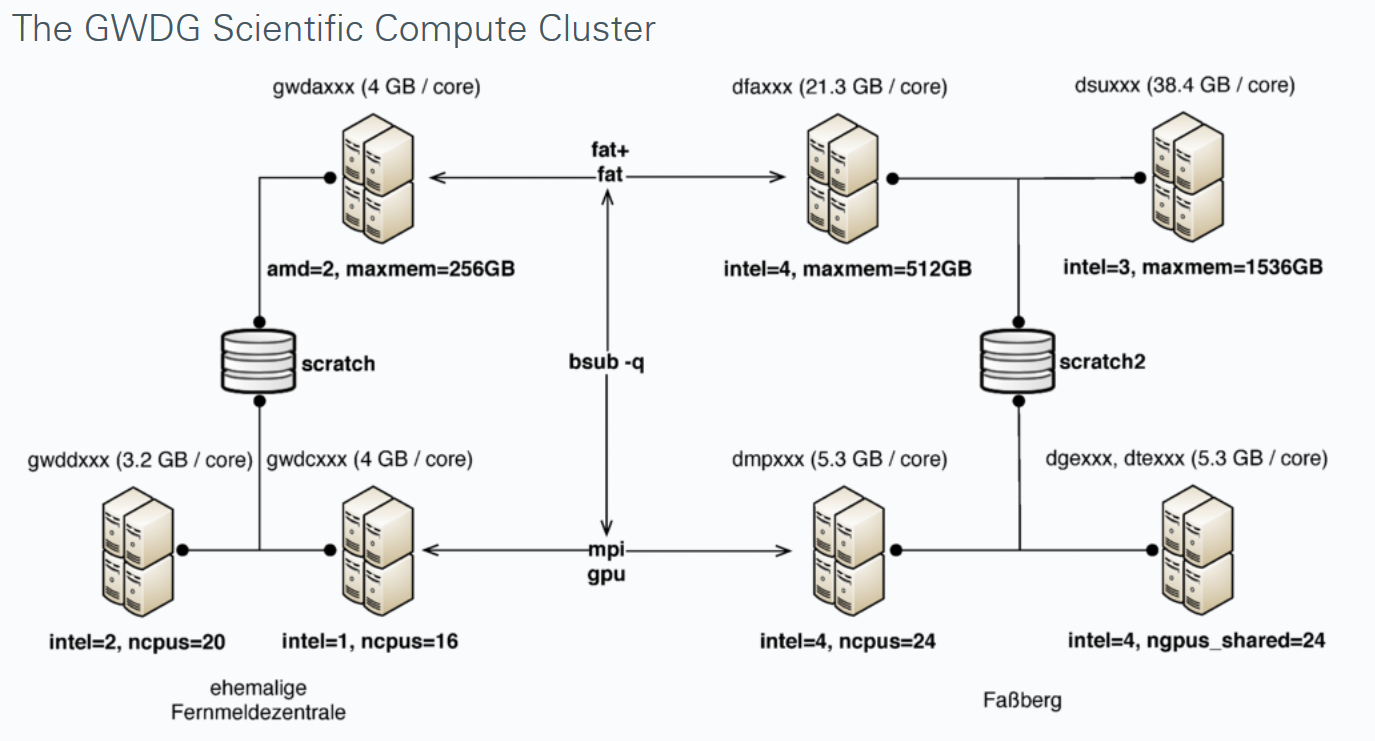 The GWDG Scientific Compute Cluster
gwdaxxx (4 GB / core)
dfaxxx (21.3 GB / core)
dsuxxx (38.4 GB / core)
fat+
fat
amd=2, maxmem=256GB
intel=4, maxmem=512GB
intel=3, maxmem=1536GB
scratch
bsub -q
scratch2
gwddxxx (3.2 GB / core)
gwdcxxx (4 GB / core)
dmpxxx (5.3 GB / core)
dgexxx, dtexxx (5.3 GB / core)
mpi
gpu
intel=2, ncpus=20
intel=1, ncpus=16
intel=4, ncpus=24
intel=4, ngpus_shared=24
ehemalige
Fernmeldezentrale
Faßberg